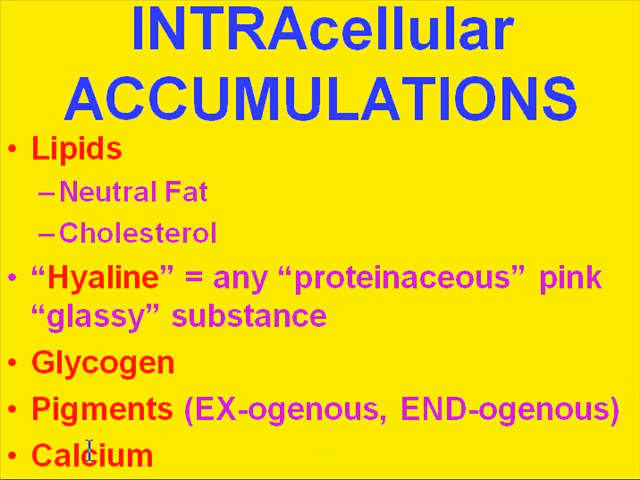 INTRAcellular
ACCUMULATIONS
• Lipids
–Neutral Fat
–Cholesterol
• “Hyaline” = any “proteinaceous” pink
“glassy” substance
• Glycogen
• Pigments (EX-ogenous, END-ogenous)
• Calcium